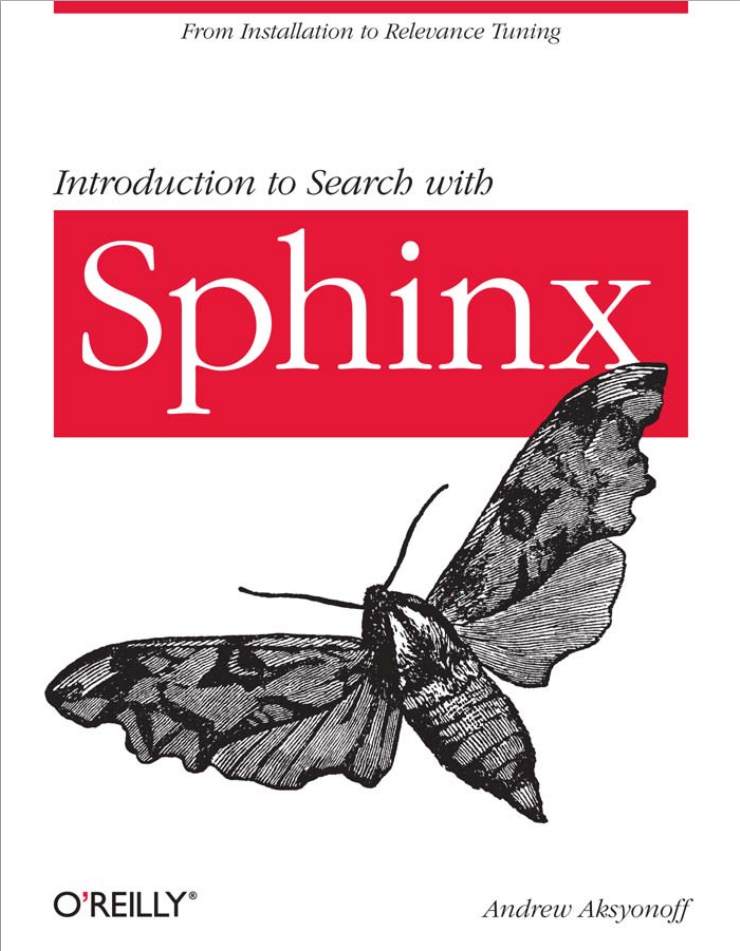 From Installation to Relevance Tuning
Introduction to Search with
Sphinx
O'REILLY®
Andrew Aksyonoff